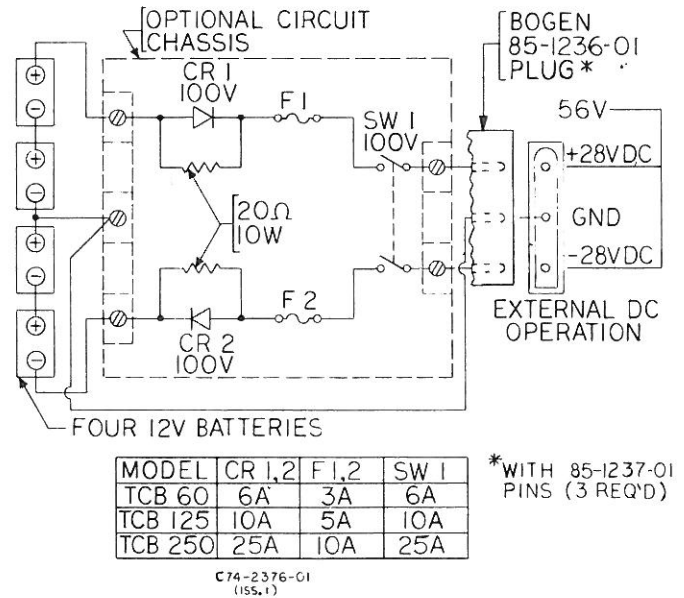 OPTIONAL CIRCUIT
CHASSIS
BOGEN
85-1236-01
PLUG*
CR 1
100V
F1
SW 1
100V
56V
+28VDC
GND
-28VDC
20Ω
10W
F 2
CR 2
100V
EXTERNAL DC
OPERATION
FOUR 12V BATTERIES
MODEL CR 1,2 F 1,2 SW 1
TCB 60 6A 3A 6A
TCB 125 10A 5A 10A
TCB 250 25A 10A 25A
*WITH 85-1237-01
PINS (3 REQ'D)
C74-2376-01
(ISS. 1)